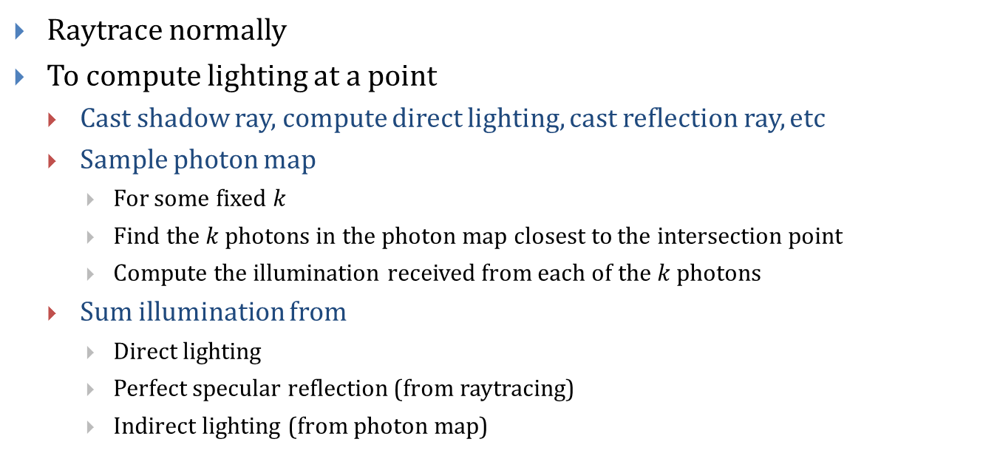 Raytrace normally
To compute lighting at a point
Cast shadow ray, compute direct lighting, cast reflection ray, etc
Sample photon map
For some fixed k
Find the k photons in the photon map closest to the intersection point
Compute the illumination received from each of the k photons
Sum illumination from
Direct lighting
Perfect specular reflection (from raytracing)
Indirect lighting (from photon map)